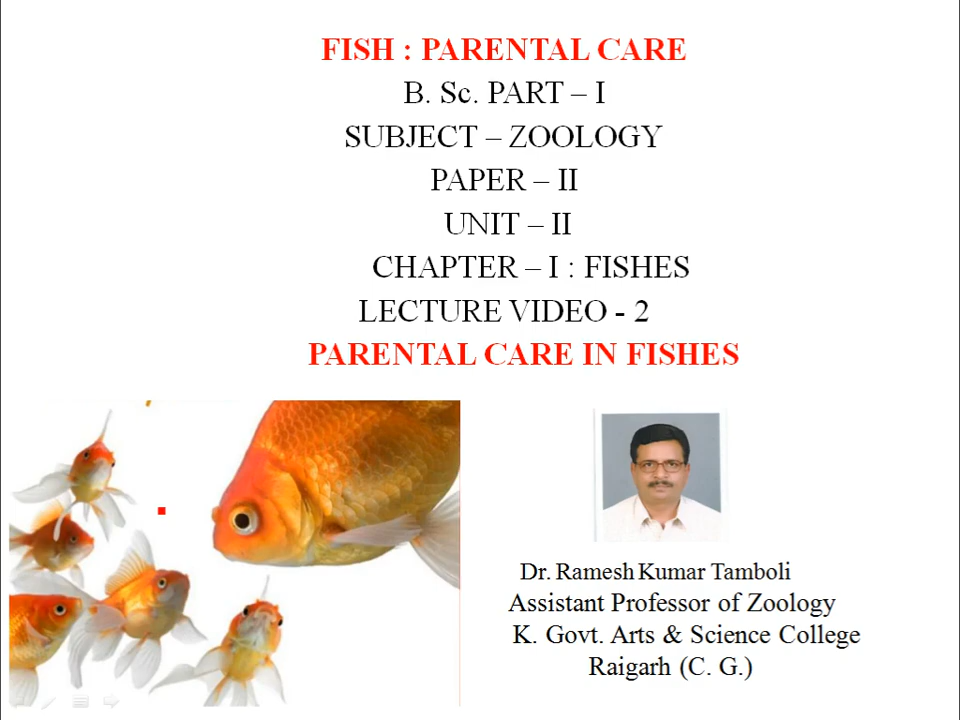 FISH : PARENTAL CARE
B. Sc. PART – I
SUBJECT – ZOOLOGY
PAPER – II
UNIT – II
CHAPTER – I : FISHES
LECTURE VIDEO - 2
PARENTAL CARE IN FISHES
Dr. Ramesh Kumar Tamboli
Assistant Professor of Zoology
K. Govt. Arts & Science College
Raigarh (C. G.)